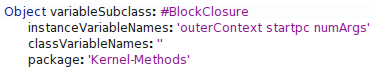 Object variableSubclass: #BlockClosure
instanceVariableNames: 'outerContext startpc numArgs'
classVariableNames: ''
package: 'Kernel-Methods'